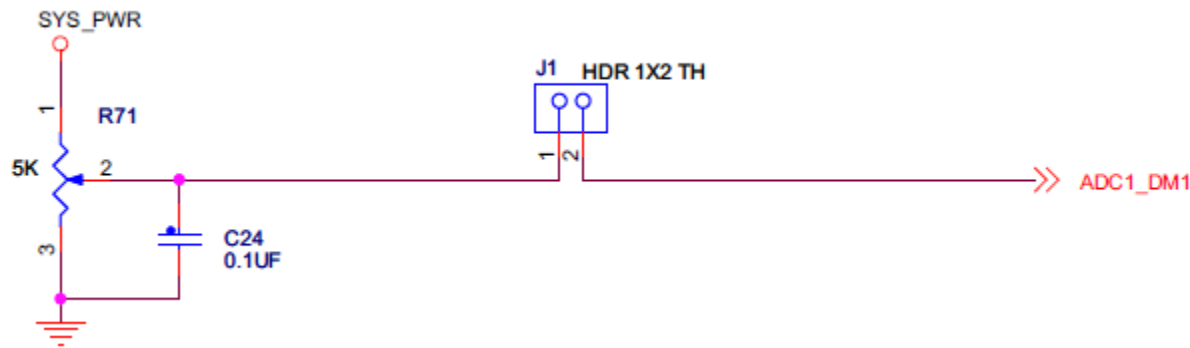 SYS_PWR
J1 HDR 1X2 TH
1
R71
5K
2
1
2
ADC1_DM1
3
C24
0.1UF